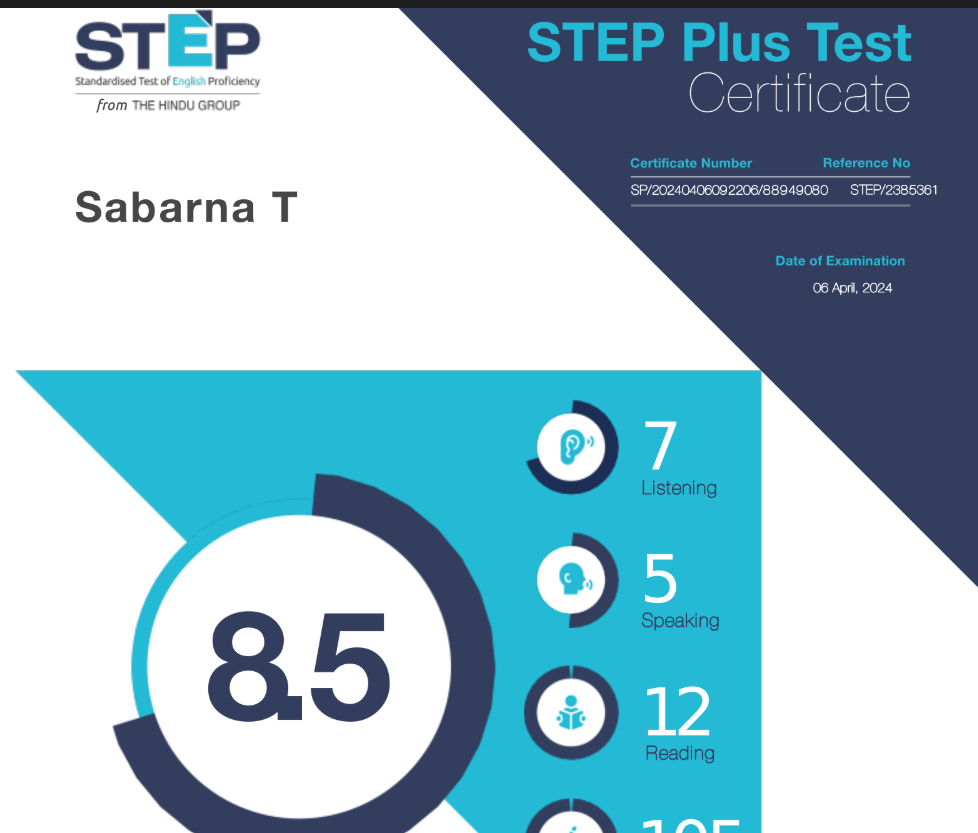 STEP
Standardised Test of English Proficiency
from THE HINDU GROUP
STEP Plus Test
Certificate
Certificate Number Reference No
SP/20240406092206/88949080 STEP/2385361
Sabarna T
Date of Examination
06 April, 2024
7
Listening
5
Speaking
8.5
12
Reading